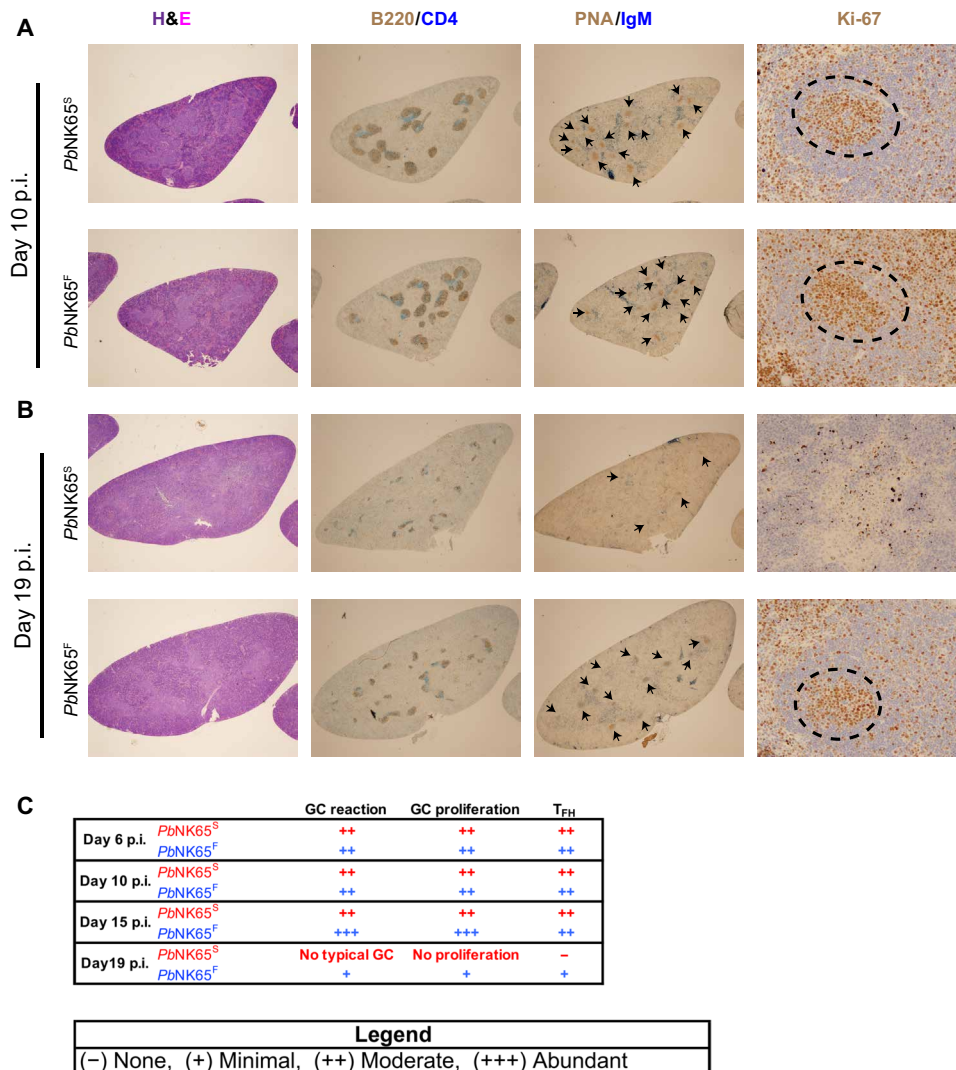 H&E B220/CD4 PNA/IgM Ki-67
A
Day 10 p.i.
PbNK65ˢ
PbNK65ꟳ
B
Day 19 p.i.
PbNK65ˢ
PbNK65ꟳ
C
GC reaction GC proliferation TFH
Day 6 p.i. PbNK65ˢ ++ ++ ++
PbNK65ꟳ ++ ++ ++
Day 10 p.i. PbNK65ˢ ++ ++ ++
PbNK65ꟳ ++ ++ ++
Day 15 p.i. PbNK65ˢ ++ ++ ++
PbNK65ꟳ +++ +++ ++
Day19 p.i. PbNK65ˢ No typical GC No proliferation −
PbNK65ꟳ + + +
Legend
(−) None, (+) Minimal, (++) Moderate, (+++) Abundant